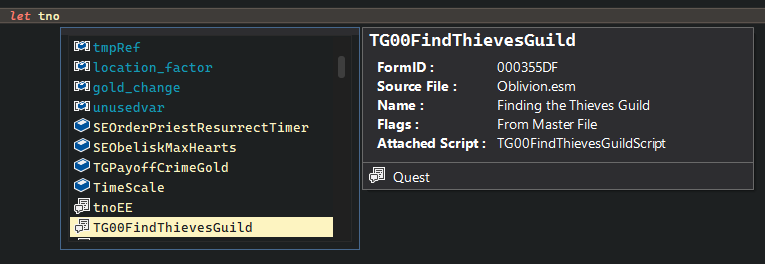 let tno
tmpRef
location_factor
gold_change
unusedvar
SEOrderPriestResurrectTimer
SEObeliskMaxHearts
TGPayoffCrimeGold
TimeScale
tnoEE
TG00FindThievesGuild
TG00FindThievesGuild
FormID : 000355DF
Source File : Oblivion.esm
Name : Finding the Thieves Guild
Flags : From Master File
Attached Script : TG00FindThievesGuildScript
Quest